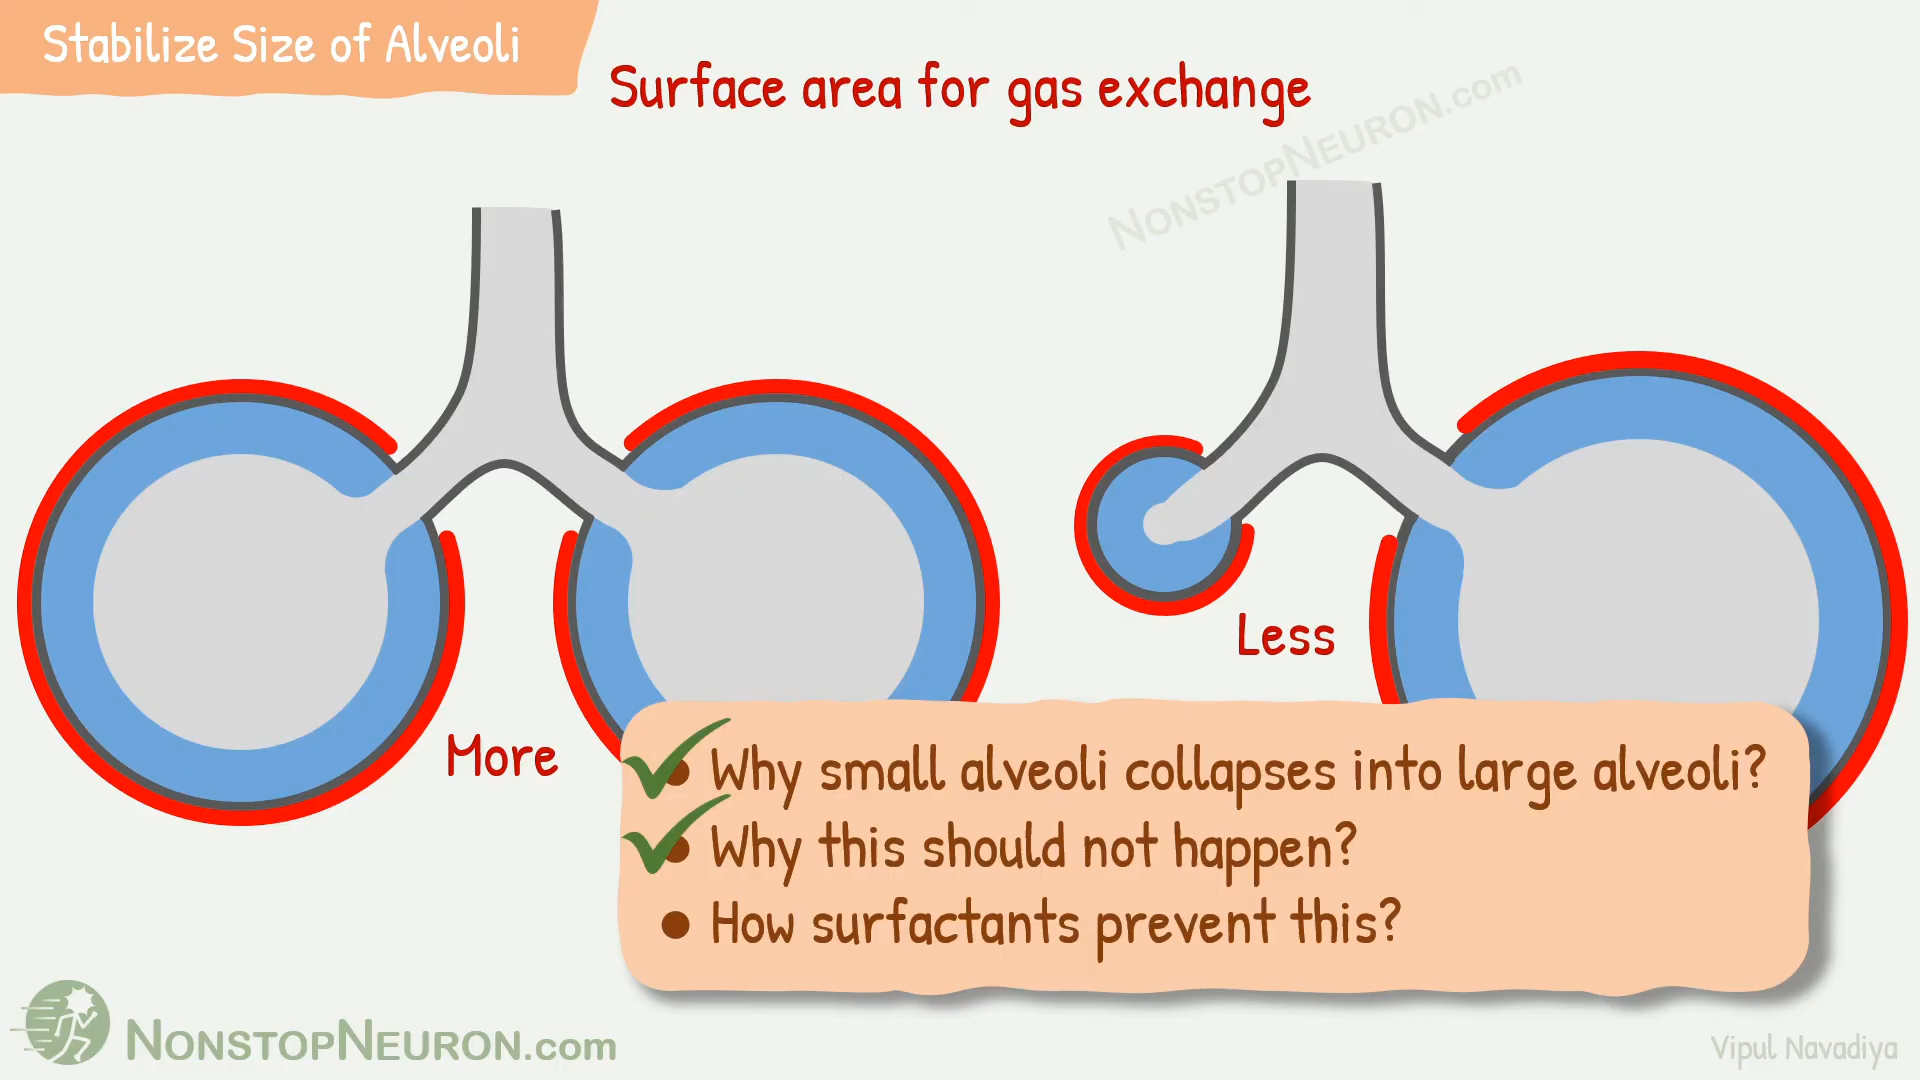 Stabilize Size of Alveoli
Surface area for gas exchange
NONSTOPNEURON.com
More
Less
Why small alveoli collapses into large alveoli?
Why this should not happen?
How surfactants prevent this?
NONSTOPNEURON.com
Vipul Navadiya